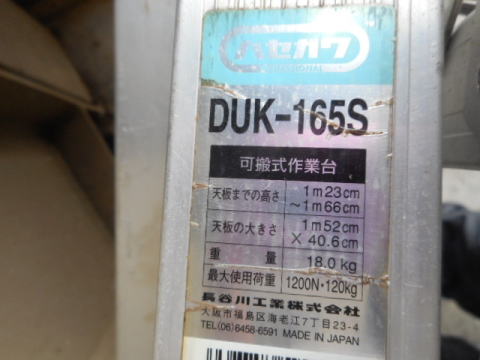 ハセガワ
DUK-165S
可搬式作業台
天板までの高さ 1m23cm
～1m66cm
天板の大きさ 1m52cm
×40.6cm
重量 18.0kg
最大使用荷重 1200N・120kg
長谷川工業株式会社
大阪市福島区海老江7丁目23-4
TEL(06)6458-6591 MADE IN JAPAN